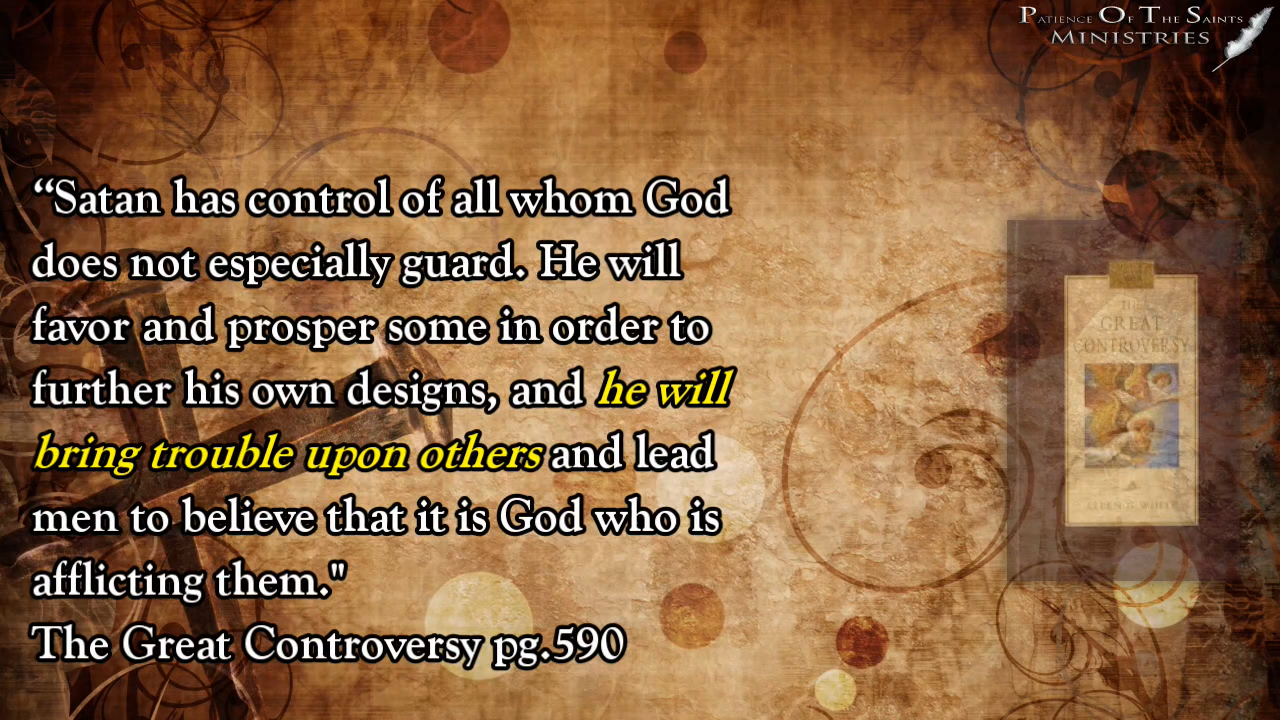 PATIENCE OF THE SAINTS
MINISTRIES
“Satan has control of all whom God
does not especially guard. He will
favor and prosper some in order to
further his own designs, and he will
bring trouble upon others and lead
men to believe that it is God who is
afflicting them."
The Great Controversy pg.590
THE
GREAT
CONTROVERSY
ELLEN G. WHITE